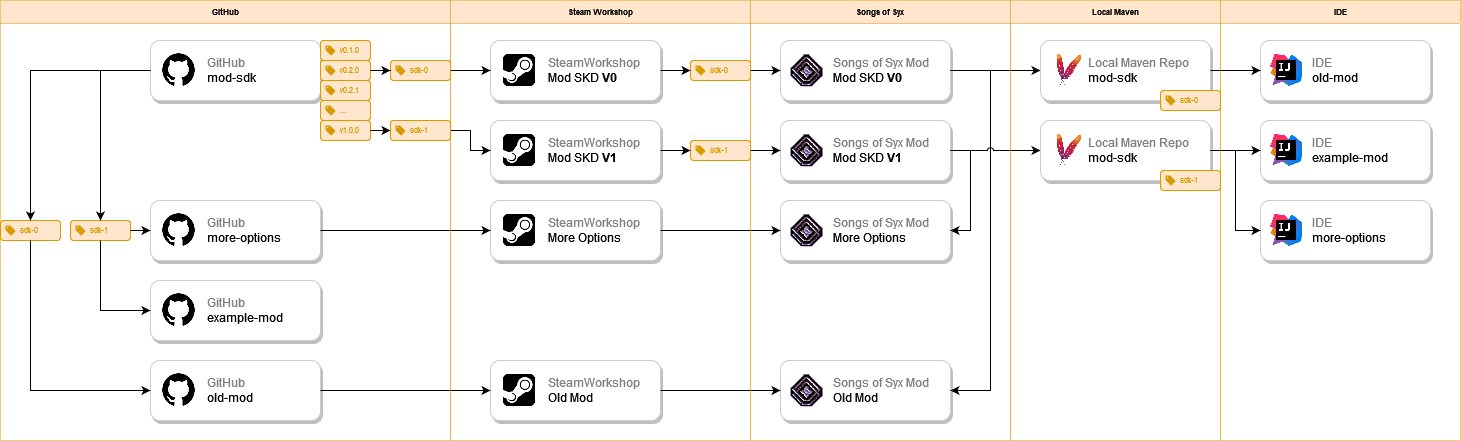 GitHub
Steam Workshop
Songs of Syx
Local Maven
IDE
GitHub
mod-sdk
v0.1.0
v0.2.0
v0.2.1
...
v1.0.0
sdk-0
sdk-1
SteamWorkshop
Mod SKD V0
sdk-0
Songs of Syx Mod
Mod SKD V0
Local Maven Repo
mod-sdk
sdk-0
IDE
old-mod
SteamWorkshop
Mod SKD V1
sdk-1
Songs of Syx Mod
Mod SKD V1
Local Maven Repo
mod-sdk
sdk-1
IDE
example-mod
sdk-0
sdk-1
GitHub
more-options
SteamWorkshop
More Options
Songs of Syx Mod
More Options
IDE
more-options
GitHub
example-mod
GitHub
old-mod
SteamWorkshop
Old Mod
Songs of Syx Mod
Old Mod